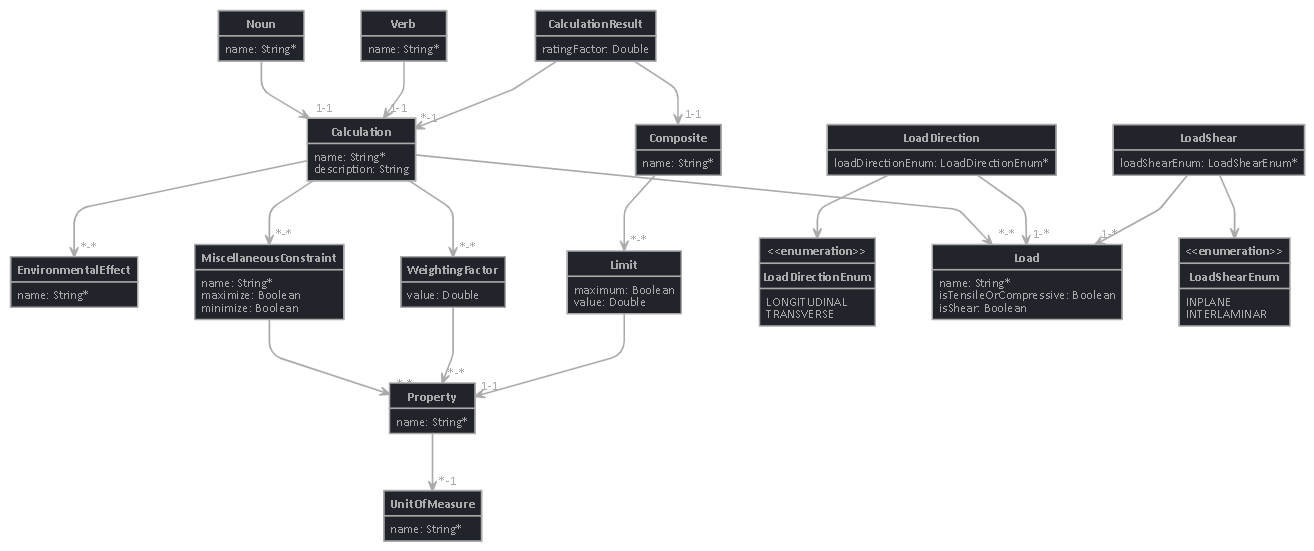 Noun
name: String*
Verb
name: String*
CalculationResult
ratingFactor: Double
1-1
1-1
*-1
1-1
Calculation
name: String*
description: String
Composite
name: String*
LoadDirection
loadDirectionEnum: LoadDirectionEnum*
LoadShear
loadShearEnum: LoadShearEnum*
*-*
*-*
*-*
*-*
*-*
1-*
1-*
EnvironmentalEffect
name: String*
MiscellaneousConstraint
name: String*
maximize: Boolean
minimize: Boolean
WeightingFactor
value: Double
Limit
maximum: Boolean
value: Double
<<enumeration>>
LoadDirectionEnum
LONGITUDINAL
TRANSVERSE
Load
name: String*
isTensileOrCompressive: Boolean
isShear: Boolean
<<enumeration>>
LoadShearEnum
INPLANE
INTERLAMINAR
*-*
*-*
1-1
Property
name: String*
*-1
UnitOfMeasure
name: String*